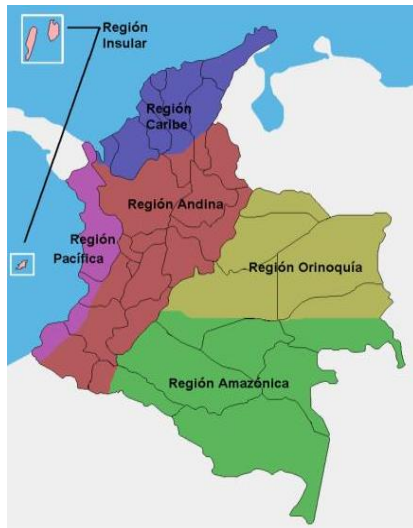 Región
Insular
Región
Caribe
Región Andina
Región
Pacífica
Región Orinoquía
Región Amazónica